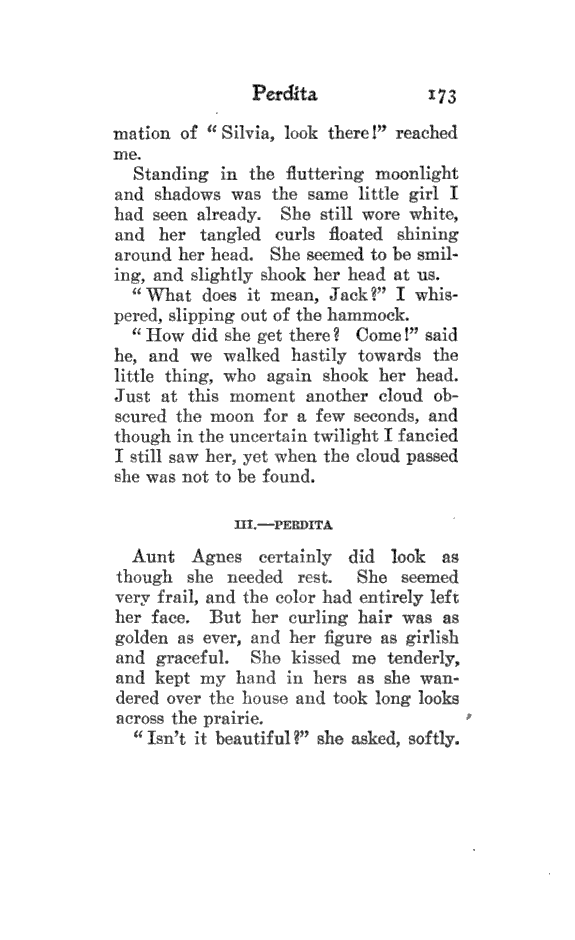 Perdita 173
mation of “Silvia, look there!” reached
me.
Standing in the fluttering moonlight
and shadows was the same little girl I
had seen already. She still wore white,
and her tangled curls floated shining
around her head. She seemed to be smil-
ing, and slightly shook her head at us.
“What does it mean, Jack?” I whis-
pered, slipping out of the hammock.
“How did she get there? Come!” said
he, and we walked hastily towards the
little thing, who again shook her head.
Just at this moment another cloud ob-
scured the moon for a few seconds, and
though in the uncertain twilight I fancied
I still saw her, yet when the cloud passed
she was not to be found.
III.—PERDITA
Aunt Agnes certainly did look as
though she needed rest. She seemed
very frail, and the color had entirely left
her face. But her curling hair was as
golden as ever, and her figure as girlish
and graceful. She kissed me tenderly,
and kept my hand in hers as she wan-
dered over the house and took long looks
across the prairie.
“Isn't it beautiful?” she asked, softly.